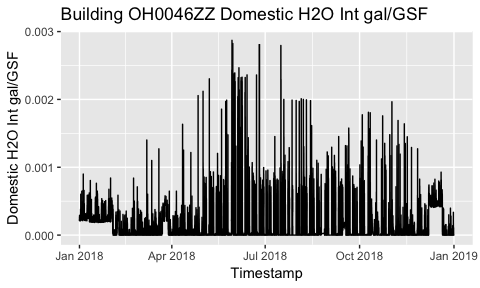 Building OH0046ZZ Domestic H2O Int gal/GSF
Domestic H2O Int gal/GSF
0.003
0.002
0.001
0.000
Jan 2018
Apr 2018
Jul 2018
Oct 2018
Jan 2019
Timestamp